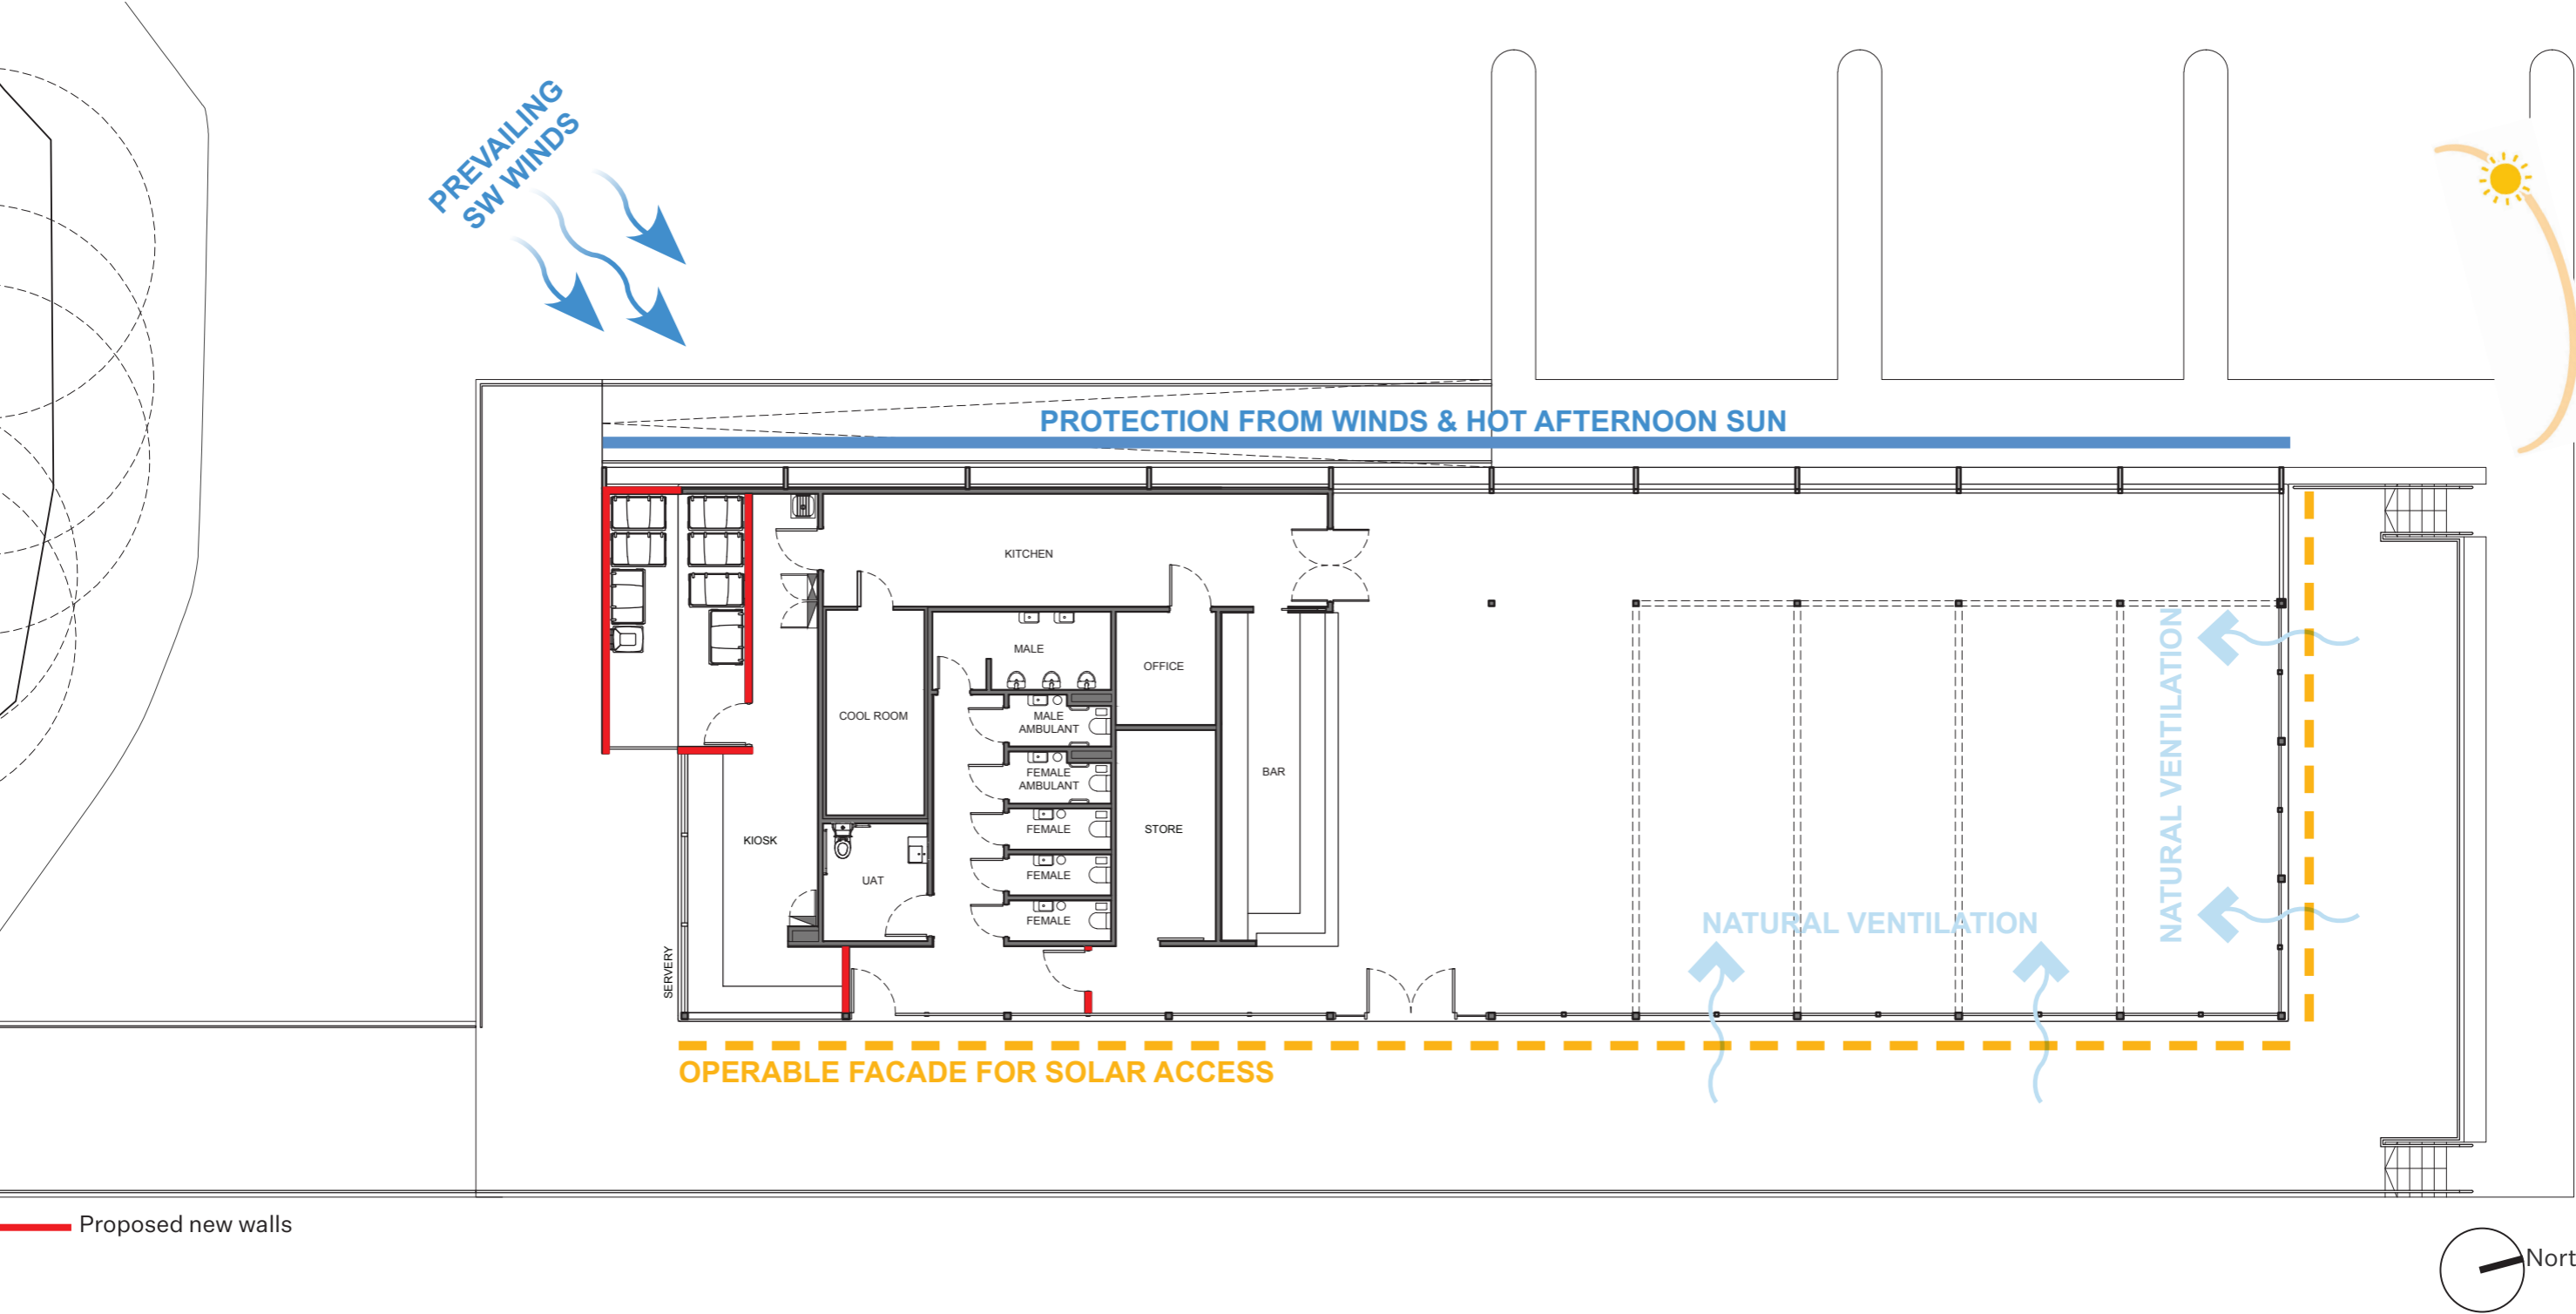 PREVAILING
SW WINDS
PROTECTION FROM WINDS & HOT AFTERNOON SUN
KITCHEN
MALE
OFFICE
COOL ROOM
MALE
AMBULANT
FEMALE
AMBULANT
BAR
FEMALE
STORE
KIOSK
FEMALE
UAT
FEMALE
SERVERY
NATURAL VENTILATION
NATURAL VENTILATION
OPERABLE FACADE FOR SOLAR ACCESS
Proposed new walls
Nort